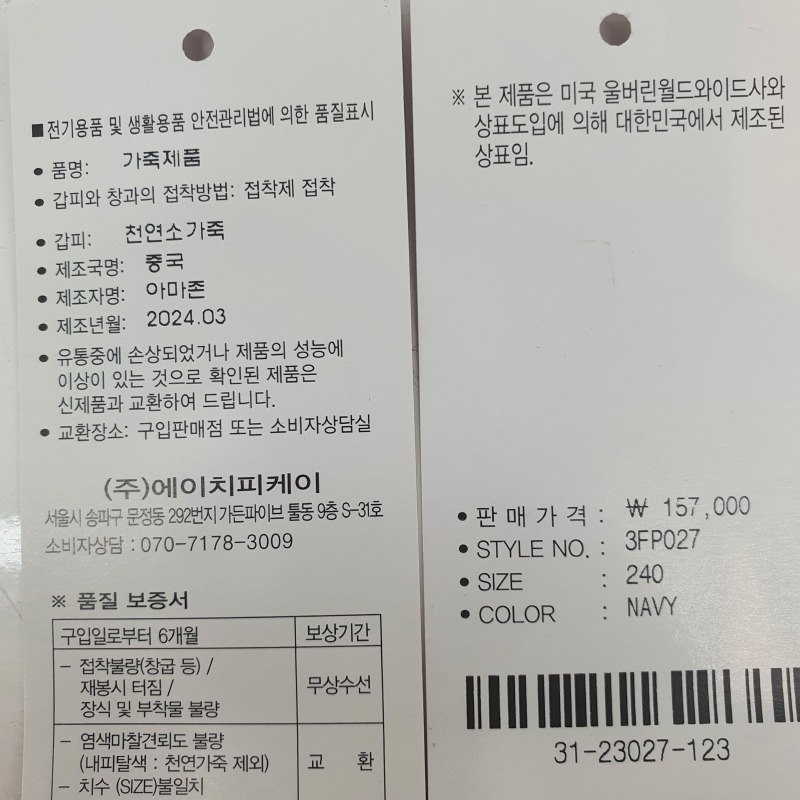 ■ 전기용품 및 생활용품 안전관리법에 의한 품질표시
● 품명: 가죽제품
● 갑피와 창과의 접착방법: 접착제 접착
● 갑피: 천연소가죽
● 제조국명: 중국
● 제조자명: 아마존
● 제조년월: 2024.03
● 유통중에 손상되었거나 제품의 성능에
이상이 있는 것으로 확인된 제품은
신제품과 교환하여 드립니다.
● 교환장소: 구입판매점 또는 소비자상담실
(주)에이치피케이
서울시 송파구 문정동 292번지 가든파이브 툴동 9층 S-31호
소비자상담 : 070-7178-3009
※ 품질 보증서
구입일로부터 6개월 보상기간
- 접착불량(창굽 등) /
재봉시 터짐 /
장식 및 부착물 불량
무상수선
- 염색마찰견뢰도 불량
(내피탈색 : 천연가죽 제외)
- 치수 (SIZE)불일치
교 환
※ 본 제품은 미국 울버린월드와이드사와
상표도입에 의해 대한민국에서 제조된
상표임.
● 판매가격 : ₩ 157,000
● STYLE NO. : 3FP027
● SIZE : 240
● COLOR : NAVY
31-23027-123